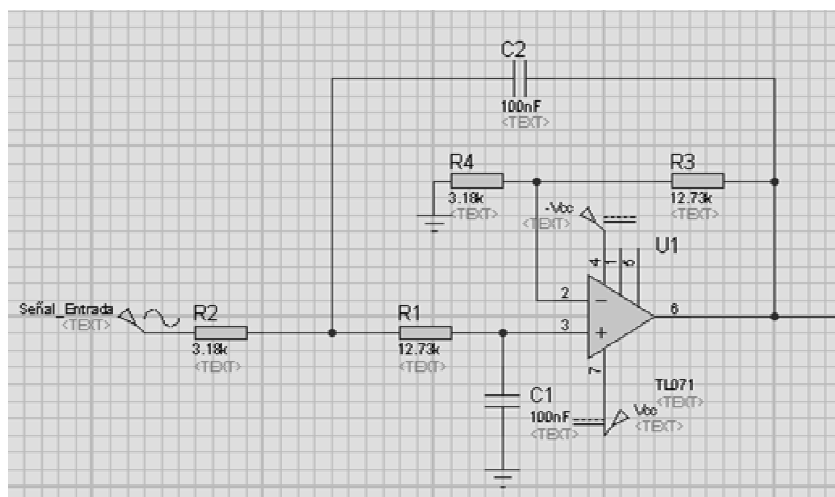 C2
100nF
<TEXT>
R4
3.18k
<TEXT>
R3
12.73k
<TEXT>
-Vcc
<TEXT>
U1
4
1
5
2
3
6
7
TL071
<TEXT>
Señal_Entrada
<TEXT>
R2
3.18k
<TEXT>
R1
12.73k
<TEXT>
C1
100nF
<TEXT>
Vcc
<TEXT>